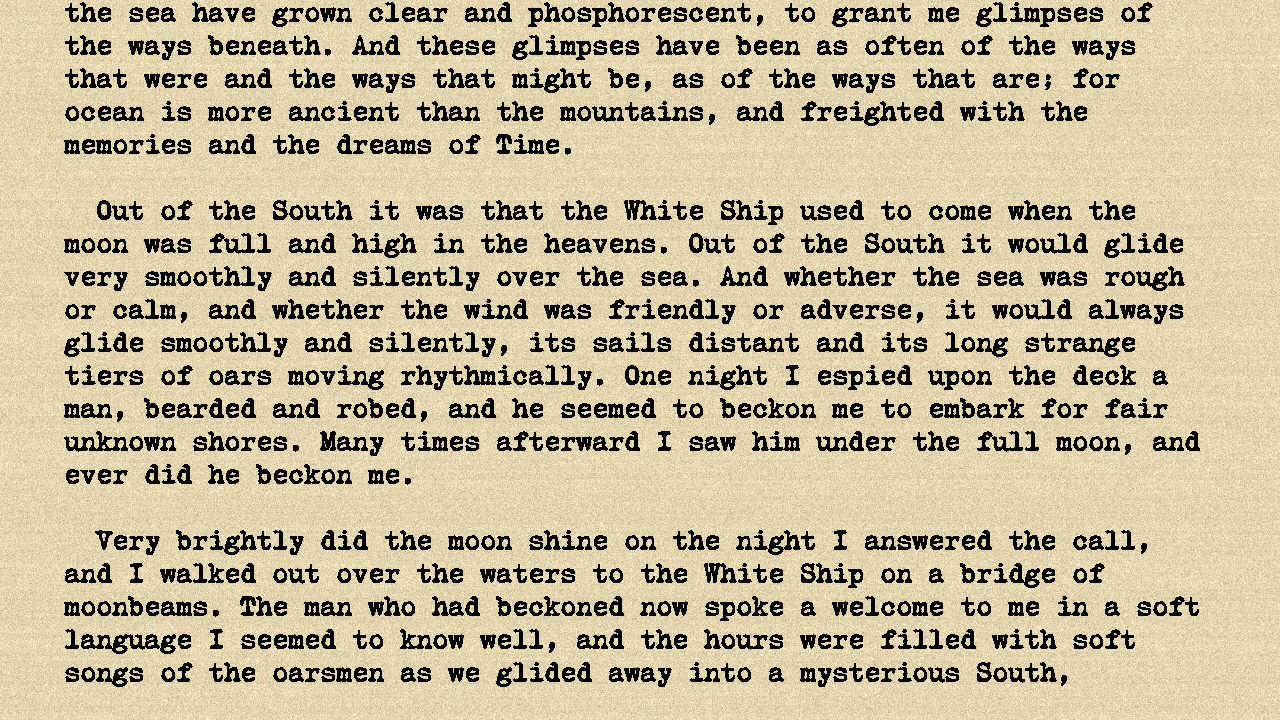 the sea have grown clear and phosphorescent, to grant me glimpses of
the ways beneath. And these glimpses have been as often of the ways
that were and the ways that might be, as of the ways that are; for
ocean is more ancient than the mountains, and freighted with the
memories and the dreams of Time.

Out of the South it was that the White Ship used to come when the
moon was full and high in the heavens. Out of the South it would glide
very smoothly and silently over the sea. And whether the sea was rough
or calm, and whether the wind was friendly or adverse, it would always
glide smoothly and silently, its sails distant and its long strange
tiers of oars moving rhythmically. One night I espied upon the deck a
man, bearded and robed, and he seemed to beckon me to embark for fair
unknown shores. Many times afterward I saw him under the full moon, and
ever did he beckon me.

Very brightly did the moon shine on the night I answered the call,
and I walked out over the waters to the White Ship on a bridge of
moonbeams. The man who had beckoned now spoke a welcome to me in a soft
language I seemed to know well, and the hours were filled with soft
songs of the oarsmen as we glided away into a mysterious South,